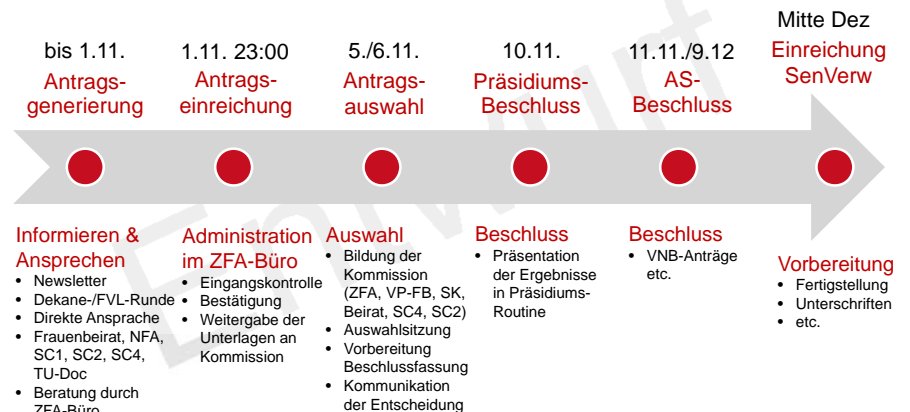 Mitte Dez
bis 1.11.
1.11. 23:00
5./6.11.
10.11.
11.11./9.12
Einreichung
SenVerw
Antrags-
generierung
Antrags-
einreichung
Antrags-
auswahl
Präsidiums-
Beschluss
AS-
Beschluss
Entwurf
Informieren &
Ansprechen
• Newsletter
• Dekane-/FVL-Runde
• Direkte Ansprache
• Frauenbeirat, NFA,
SC1, SC2, SC4,
TU-Doc
• Beratung durch
ZFA-Büro
Administration
im ZFA-Büro
• Eingangskontrolle
• Bestätigung
• Weitergabe der
Unterlagen an
Kommission
Auswahl
• Bildung der
Kommission
(ZFA, VP-FB, SK,
Beirat, SC4, SC2)
• Auswahlsitzung
• Vorbereitung
Beschlussfassung
• Kommunikation
der Entscheidung
Beschluss
• Präsentation
der Ergebnisse
in Präsidiums-
Routine
Beschluss
• VNB-Anträge
etc.
Vorbereitung
• Fertigstellung
• Unterschriften
• etc.